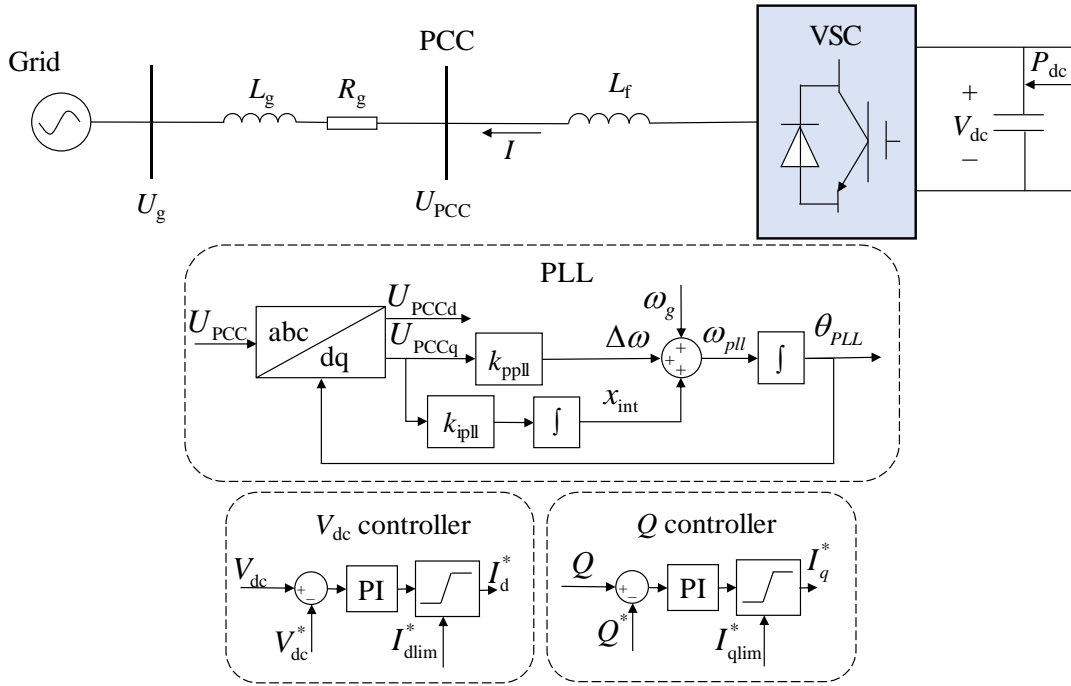 PCC
VSC
Grid
L_g
R_g
L_f
P_dc
+
V_dc
−
I
U_g
U_PCC
PLL
U_PCC
abc
dq
U_PCCd
U_PCCq
k_ppll
Δω
ω_g
+
+
+
ω_pll
∫
θ_PLL
k_ipll
∫
x_int
V_dc controller
V_dc
+
−
PI
I_d^*
V_dc^*
I_dlim^*
Q controller
Q
+
−
PI
I_q^*
Q^*
I_qlim^*